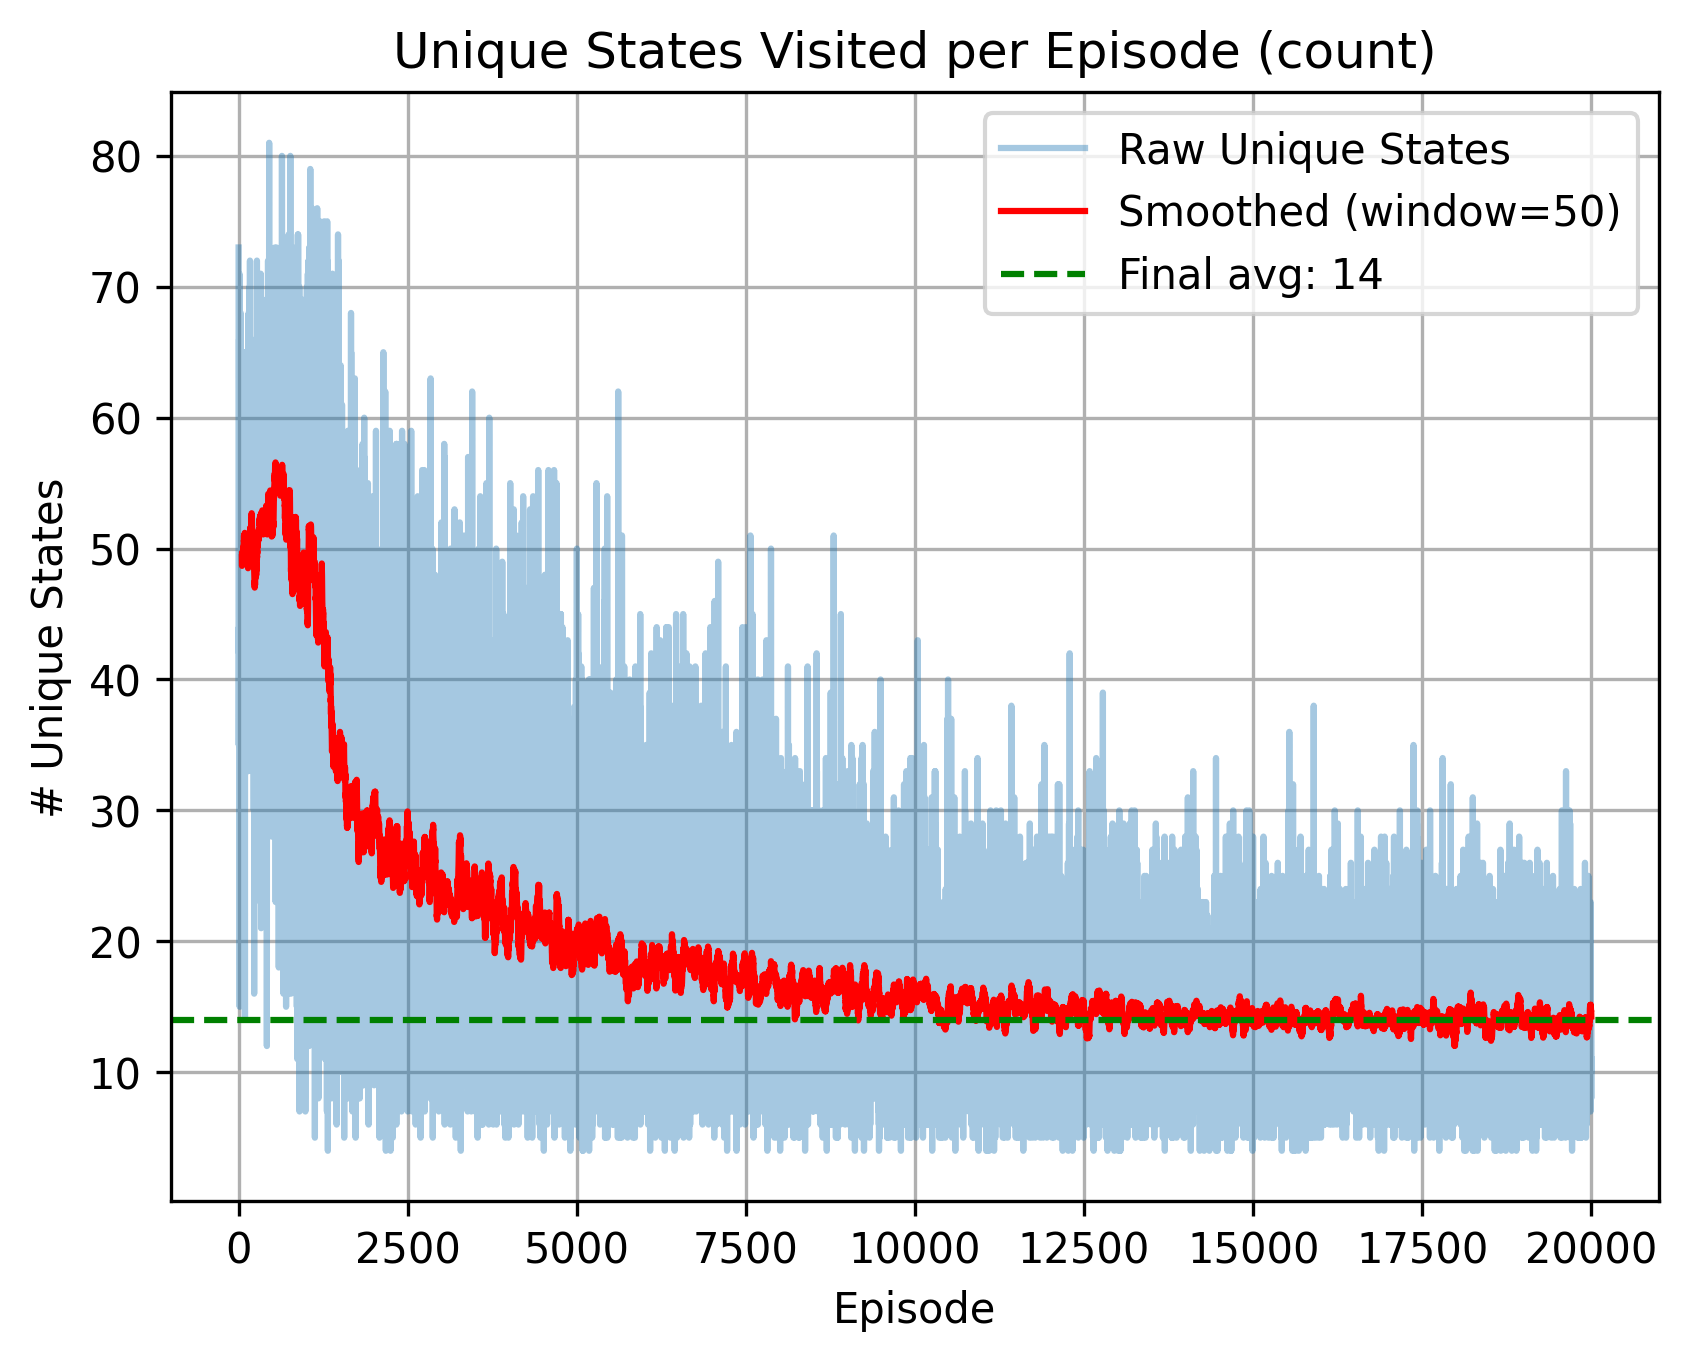 Unique States Visited per Episode (count)
Raw Unique States
Smoothed (window=50)
Final avg: 14
# Unique States
80
70
60
50
40
30
20
10
0 2500 5000 7500 10000 12500 15000 17500 20000
Episode